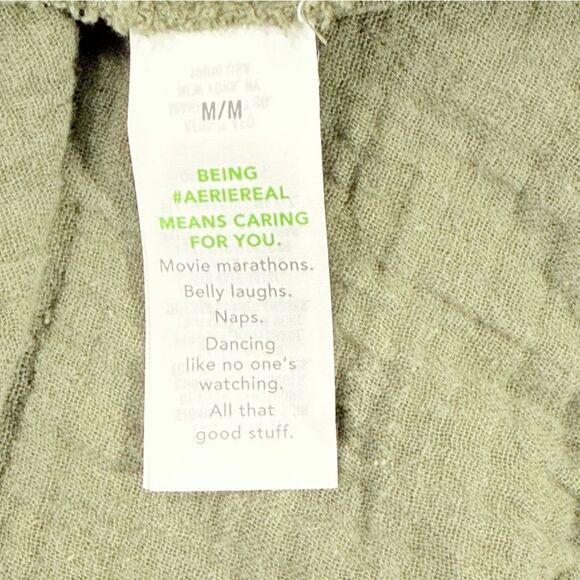 M/M
BEING
#AERIEREAL
MEANS CARING
FOR YOU.
Movie marathons.
Belly laughs.
Naps.
Dancing
like no one's
watching.
All that
good stuff.